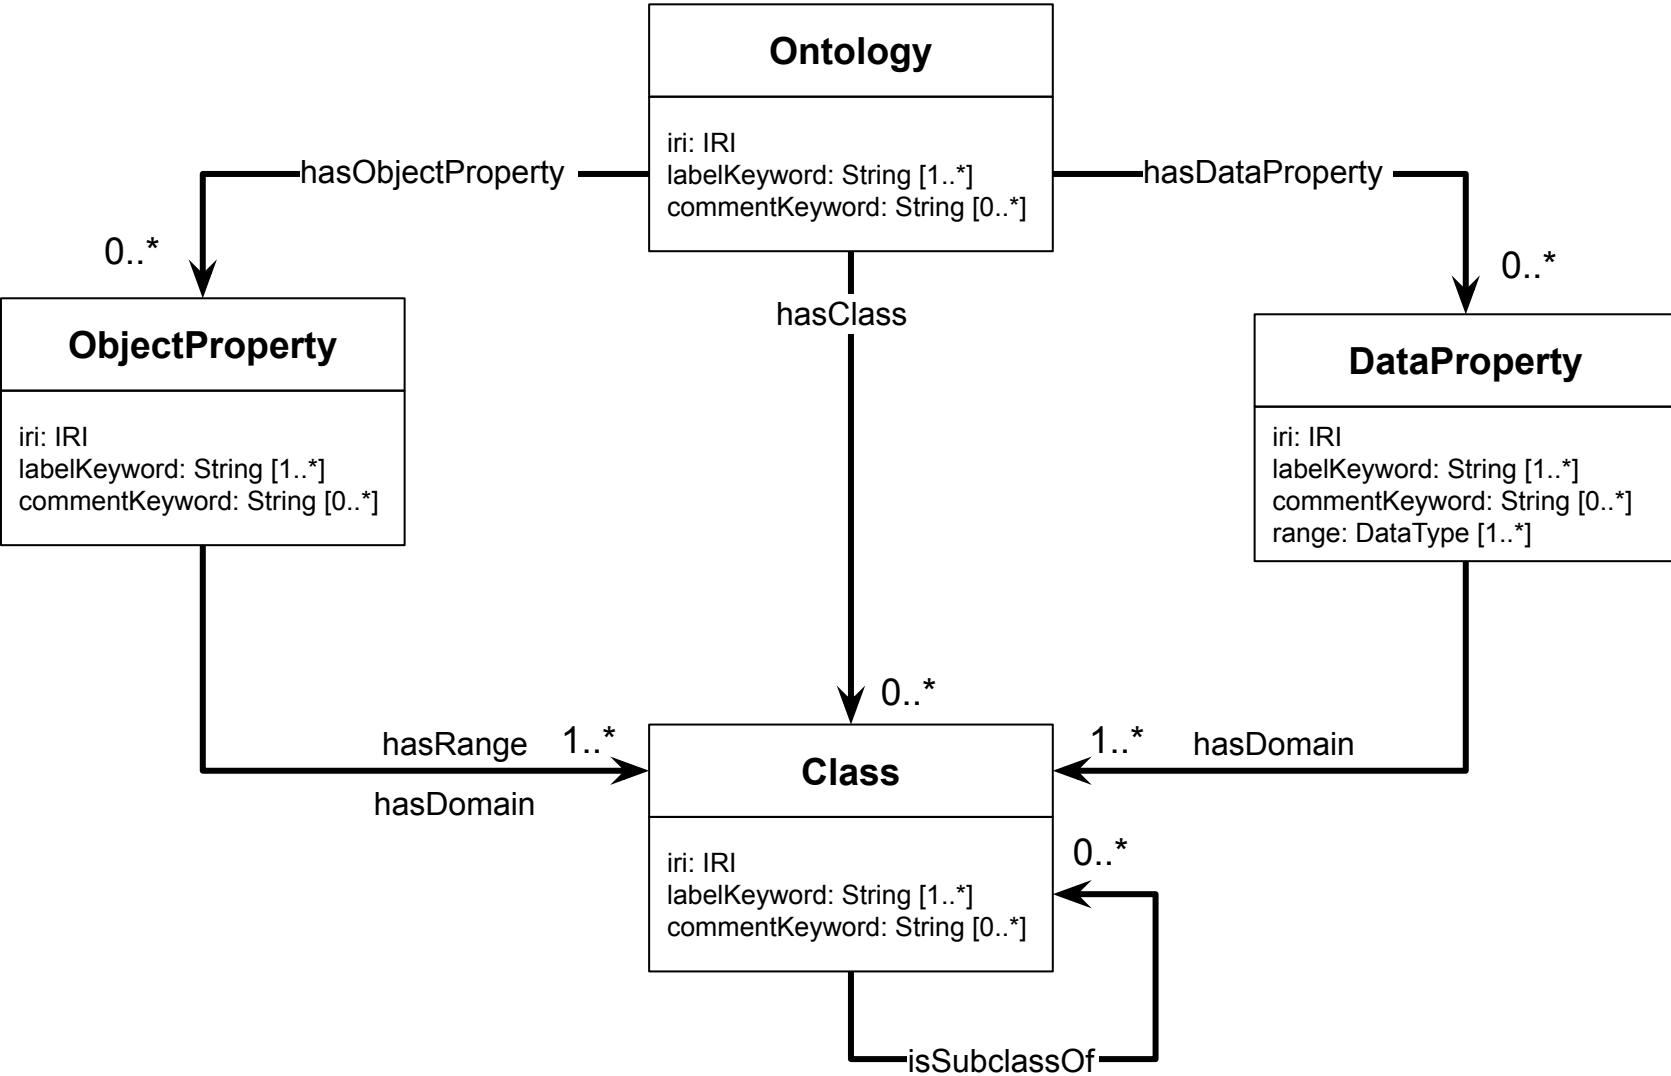 Ontology
iri: IRI
labelKeyword: String [1..*]
commentKeyword: String [0..*]
hasObjectProperty
hasDataProperty
0..*
0..*
hasClass
ObjectProperty
iri: IRI
labelKeyword: String [1..*]
commentKeyword: String [0..*]
DataProperty
iri: IRI
labelKeyword: String [1..*]
commentKeyword: String [0..*]
range: DataType [1..*]
0..*
hasRange
1..*
hasDomain
1..*
hasDomain
Class
iri: IRI
labelKeyword: String [1..*]
commentKeyword: String [0..*]
0..*
isSubclassOf